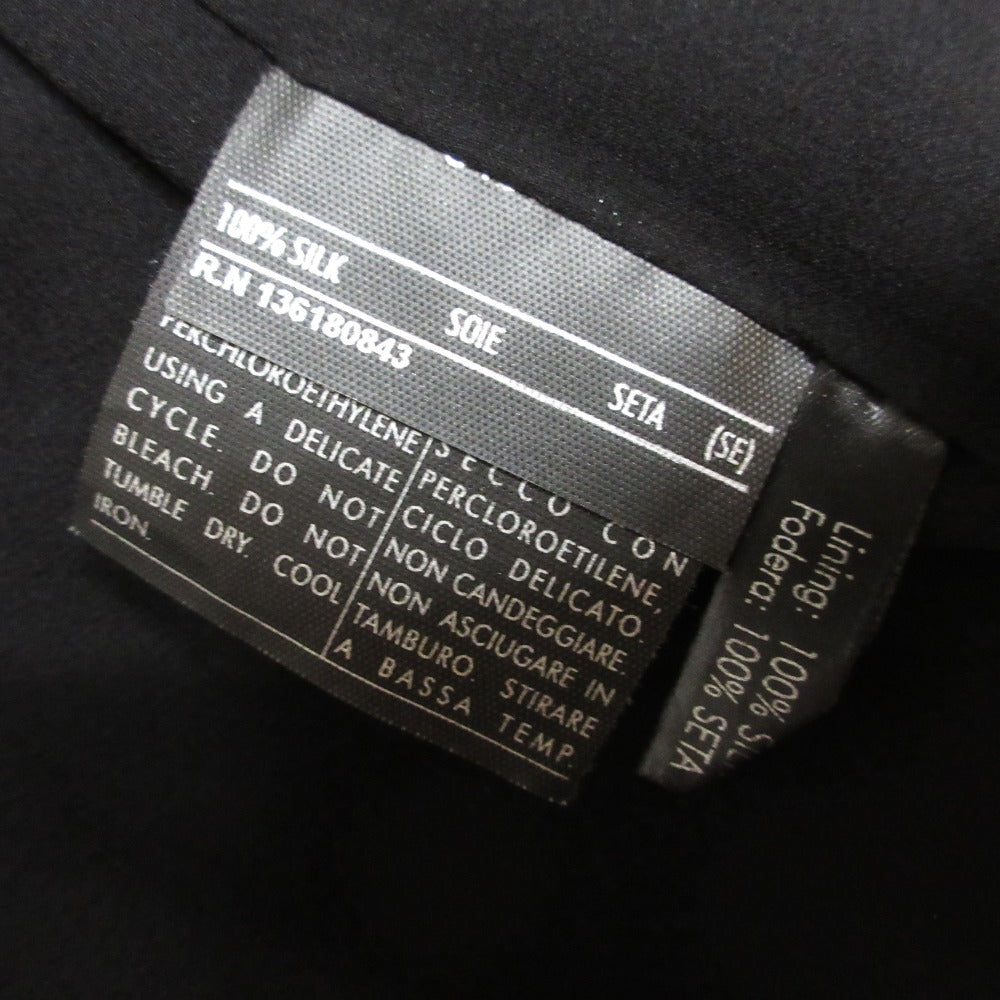 100% SILK SOIE SETA (SE)
R.N 136180843
PERCHLOROETHYLENE
USING A DELICATE
CYCLE. DO NOT
BLEACH. DO NOT
TUMBLE DRY. COOL
IRON.
SECCO CON
PERCLOROETILENE,
CICLO DELICATO.
NON CANDEGGIARE.
NON ASCIUGARE IN
TAMBURO. STIRARE
A BASSA TEMP.
Lining: 100%
Fodera: 100% SETA